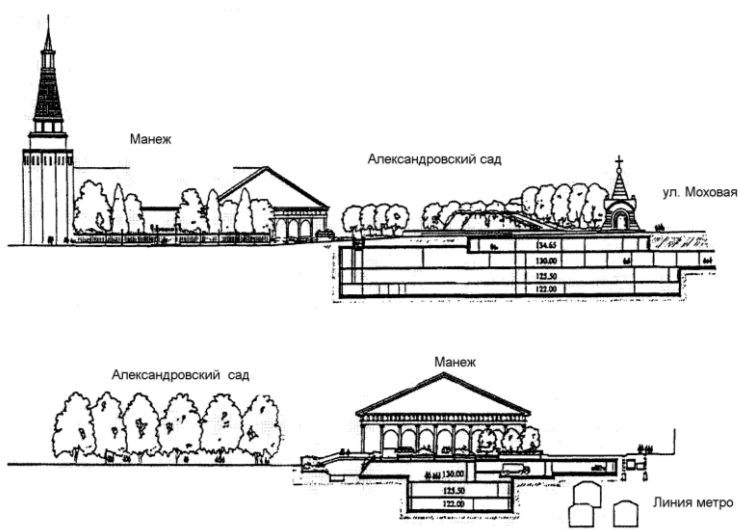 Манеж
Александровский сад
ул. Моховая
134.65
130.00
125.50
122.00
Александровский сад
Манеж
130.00
125.50
122.00
Линия метро